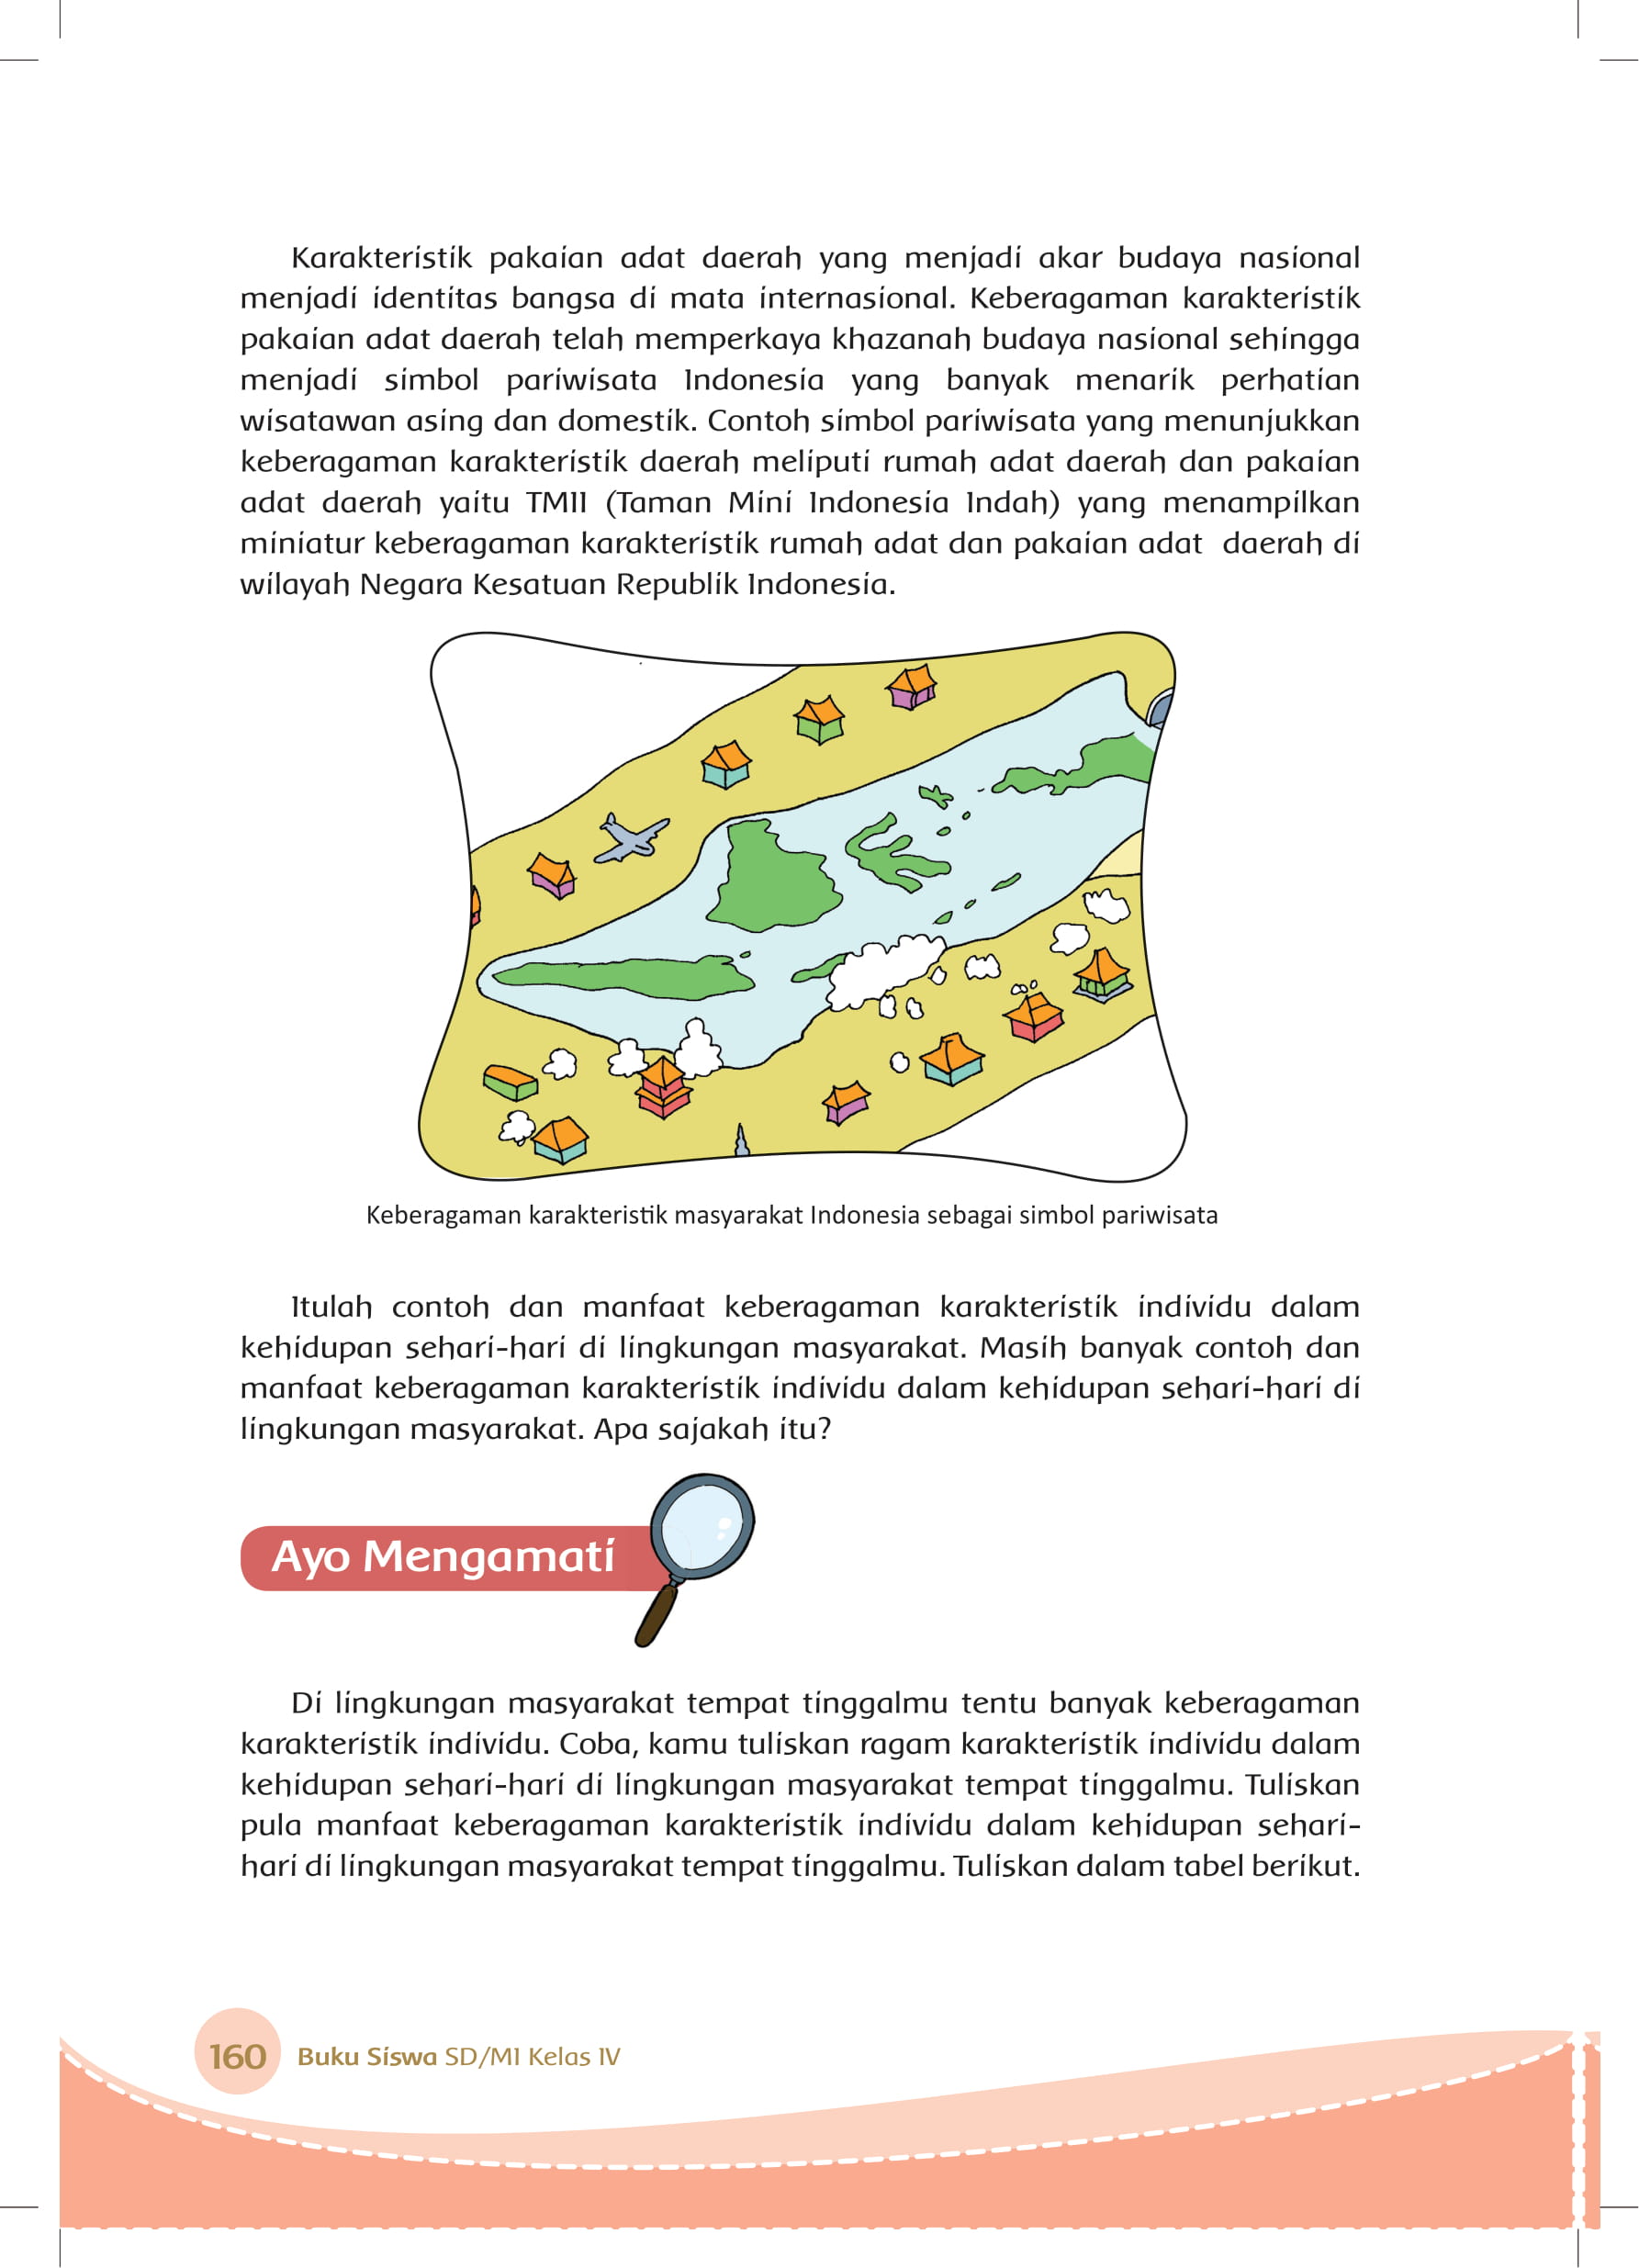 Karakteristik pakaian adat daerah yang menjadi akar budaya nasional
menjadi identitas bangsa di mata internasional. Keberagaman karakteristik
pakaian adat daerah telah memperkaya khazanah budaya nasional sehingga
menjadi simbol pariwisata Indonesia yang banyak menarik perhatian
wisatawan asing dan domestik. Contoh simbol pariwisata yang menunjukkan
keberagaman karakteristik daerah meliputi rumah adat daerah dan pakaian
adat daerah yaitu TMII (Taman Mini Indonesia Indah) yang menampilkan
miniatur keberagaman karakteristik rumah adat dan pakaian adat daerah di
wilayah Negara Kesatuan Republik Indonesia.
Keberagaman karakteristik masyarakat Indonesia sebagai simbol pariwisata
Itulah contoh dan manfaat keberagaman karakteristik individu dalam
kehidupan sehari-hari di lingkungan masyarakat. Masih banyak contoh dan
manfaat keberagaman karakteristik individu dalam kehidupan sehari-hari di
lingkungan masyarakat. Apa sajakah itu?
Ayo Mengamati
Di lingkungan masyarakat tempat tinggalmu tentu banyak keberagaman
karakteristik individu. Coba, kamu tuliskan ragam karakteristik individu dalam
kehidupan sehari-hari di lingkungan masyarakat tempat tinggalmu. Tuliskan
pula manfaat keberagaman karakteristik individu dalam kehidupan sehari-
hari di lingkungan masyarakat tempat tinggalmu. Tuliskan dalam tabel berikut.
160 Buku Siswa SD/MI Kelas IV